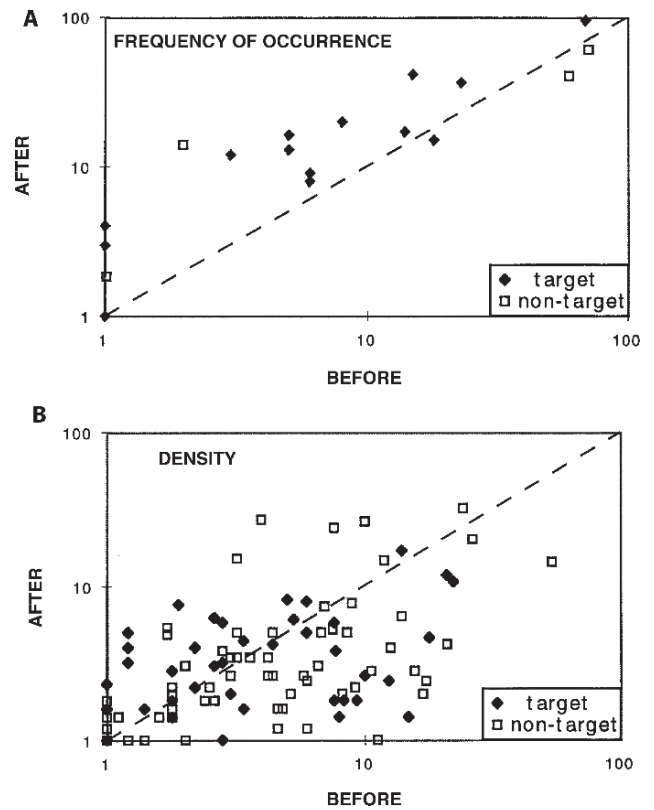 A
100
FREQUENCY OF OCCURRENCE
AFTER
10
target
non-target
1
1
10
100
BEFORE
B
100
DENSITY
AFTER
10
target
non-target
1
1
10
100
BEFORE